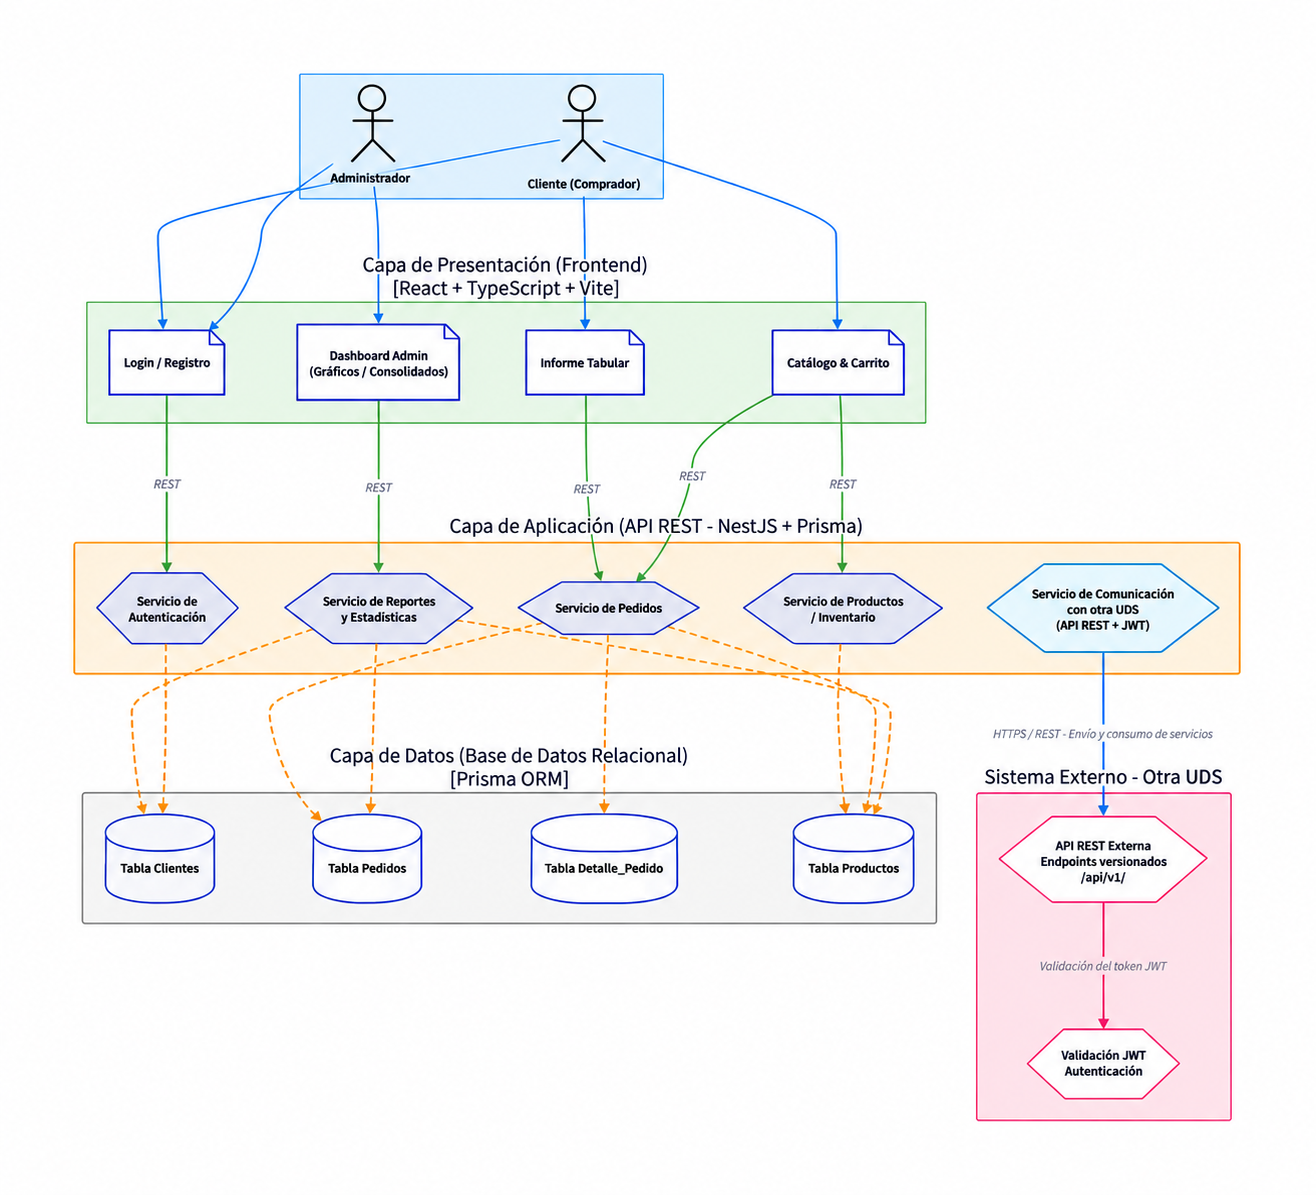 Administrador
Cliente (Comprador)
Capa de Presentación (Frontend)
[React + TypeScript + Vite]
Login / Registro
Dashboard Admin
(Gráficos / Consolidados)
Informe Tabular
Catálogo & Carrito
REST
REST
REST
REST
REST
Capa de Aplicación (API REST - NestJS + Prisma)
Servicio de
Autenticación
Servicio de Reportes
y Estadísticas
Servicio de Pedidos
Servicio de Productos
/ Inventario
Servicio de Comunicación
con otra UDS
(API REST + JWT)
HTTPS / REST - Envío y consumo de servicios
Capa de Datos (Base de Datos Relacional)
[Prisma ORM]
Sistema Externo - Otra UDS
Tabla Clientes
Tabla Pedidos
Tabla Detalle_Pedido
Tabla Productos
API REST Externa
Endpoints versionados
/api/v1/
Validación del token JWT
Validación JWT
Autenticación